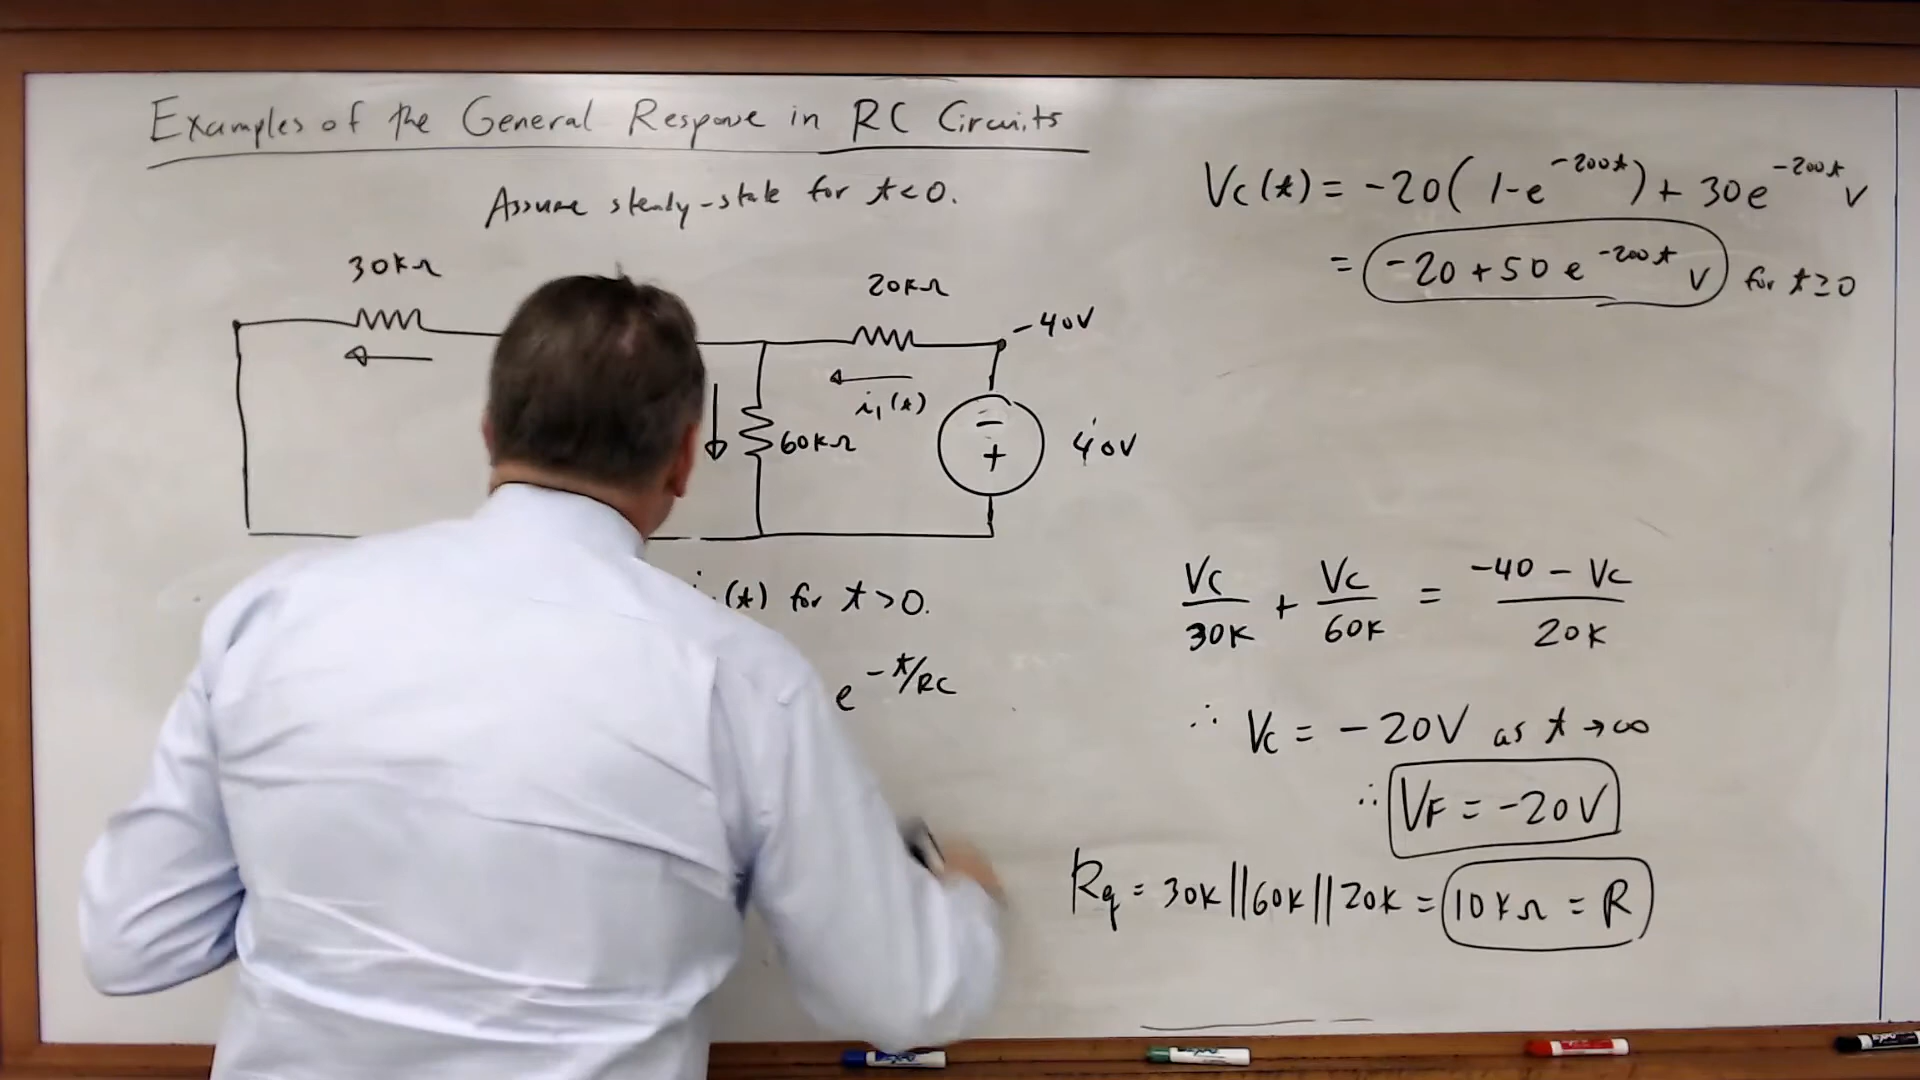 Examples of the General Response in RC Circuits
Assume steady-state for t<0.
30kΩ
20kΩ
-40V
i₁(t)
60kΩ
-
+
40V
(t) for t>0.
e^{-t/RC}
Vc(t) = -20(1-e^{-200t}) + 30e^{-200t} V
= -20+50e^{-200t} V for t≥0
Vc/30K + Vc/60K = (-40-Vc)/20K
∴ Vc = -20V as t→∞
∴ VF = -20V
Req = 30K||60K||20K = 10KΩ = R